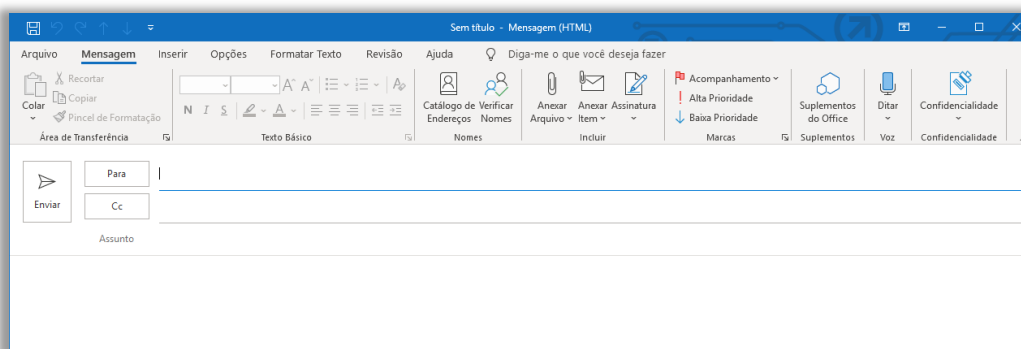 Sem título - Mensagem (HTML)
Arquivo Mensagem Inserir Opções Formatar Texto Revisão Ajuda Diga-me o que você deseja fazer
Colar
Recortar
Copiar
Pincel de Formatação
Área de Transferência
N I S A A A
Texto Básico
Catálogo de Endereços
Verificar Nomes
Nomes
Anexar Arquivo
Anexar Item
Assinatura
Incluir
Acompanhamento
Alta Prioridade
Baixa Prioridade
Marcas
Suplementos do Office
Suplementos
Ditar
Voz
Confidencialidade
Confidencialidade
Enviar
Para
Cc
Assunto